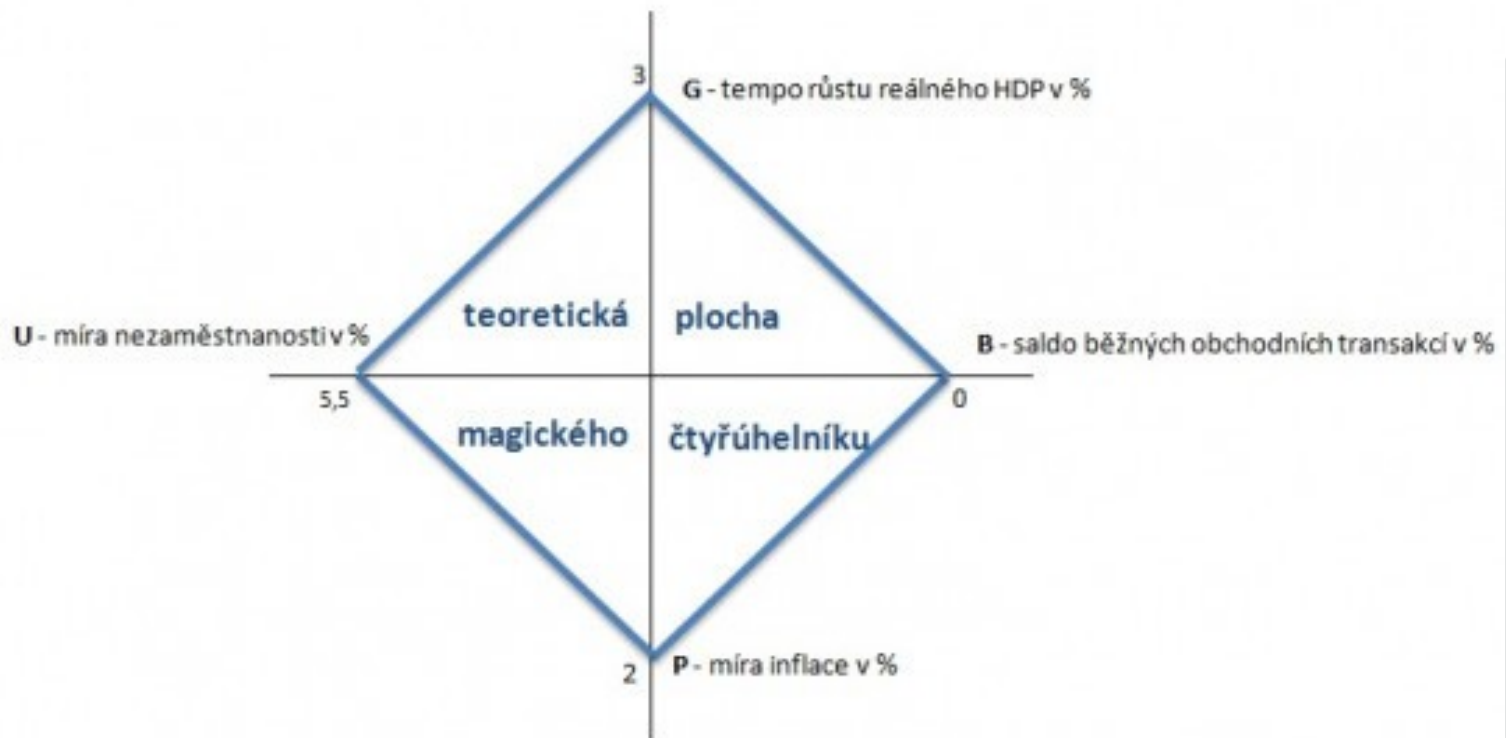 3
G - tempo růstu reálného HDP v %
teoretická plocha
U - míra nezaměstnanosti v %
B - saldo běžných obchodních transakcí v %
5,5
0
magického čtyřúhelníku
2
P - míra inflace v %